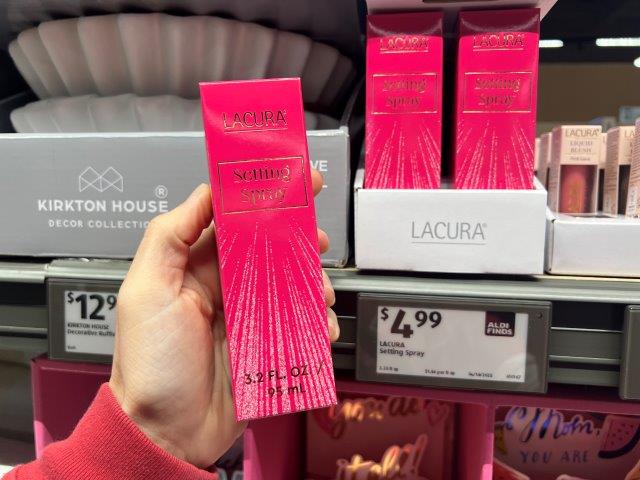 LACURA®
Setting
Spray
3.2 FL. OZ /
95 mL
LACURA
Setting
Spray
LACURA
Setting
Spray
LACURA®
KIRKTON HOUSE®
DECOR COLLECTION
$12.9
KIRKTON HOUSE
$4.99
LACURA
Setting Spray
ALDI
FINDS
LACURA
LIQUID
BLUSH
Mom,
YOU ARE